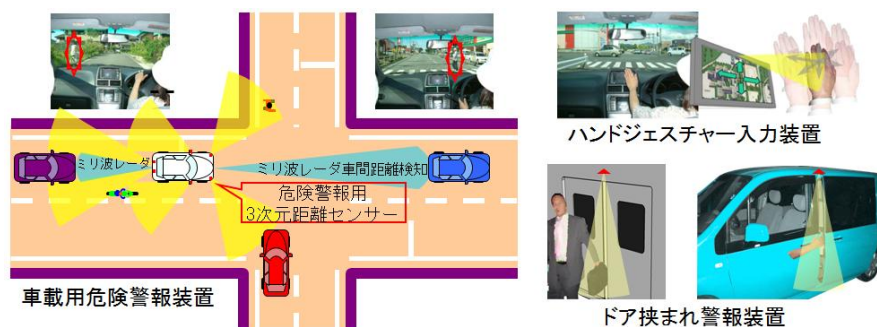 ミリ波レーダ
ミリ波レーダ車間距離検知
危険警報用
3次元距離センサー
車載用危険警報装置
ハンドジェスチャー入力装置
ドア挟まれ警報装置